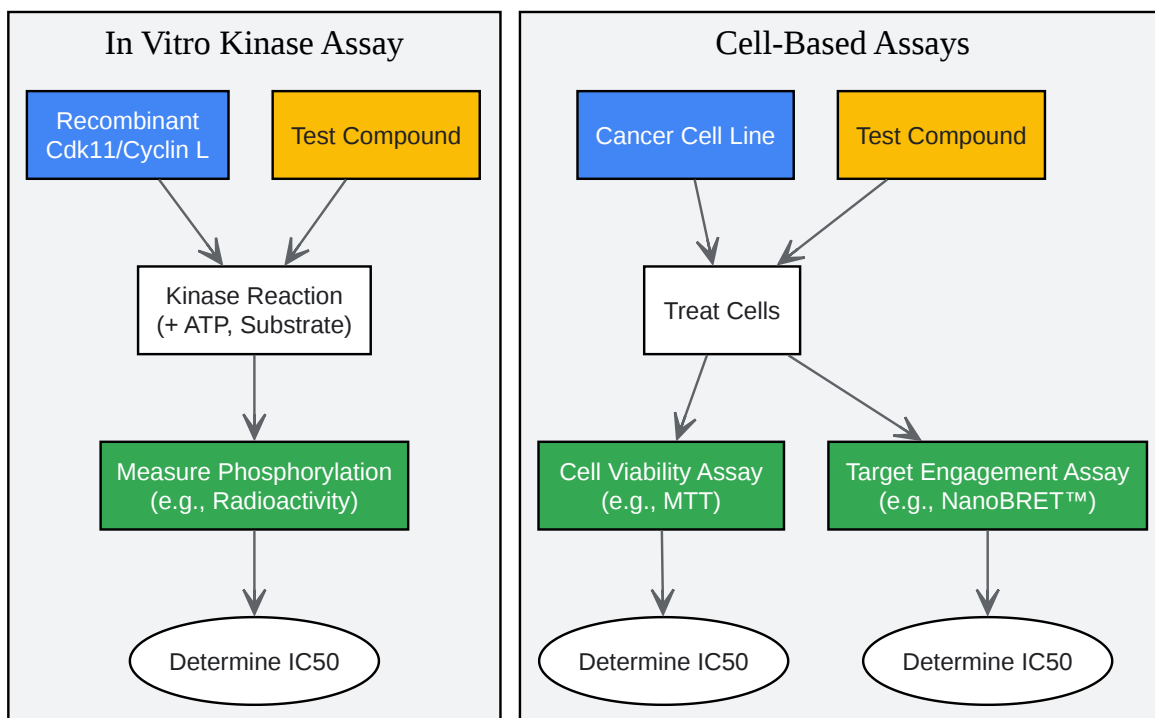 In Vitro Kinase Assay
Recombinant
Cdk11/Cyclin L
Test Compound
Kinase Reaction
(+ ATP, Substrate)
Measure Phosphorylation
(e.g., Radioactivity)
Determine IC50
Cell-Based Assays
Cancer Cell Line
Test Compound
Treat Cells
Cell Viability Assay
(e.g., MTT)
Target Engagement Assay
(e.g., NanoBRET™)
Determine IC50
Determine IC50